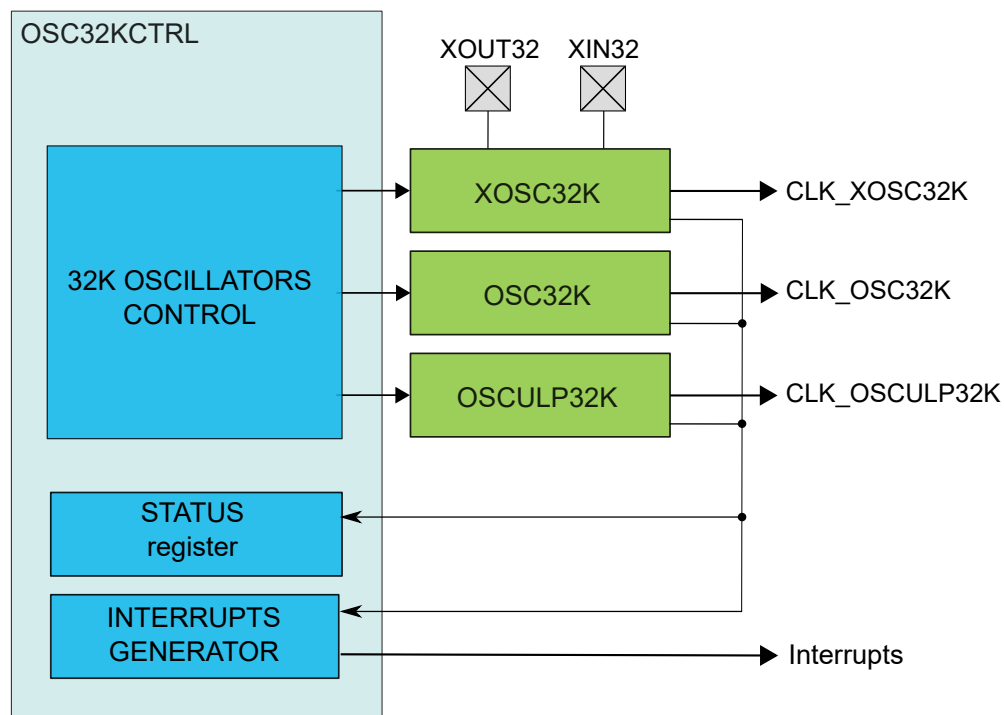 OSC32KCTRL
XOUT32
XIN32
XOSC32K
CLK_XOSC32K
32K OSCILLATORS
CONTROL
OSC32K
CLK_OSC32K
OSCULP32K
CLK_OSCULP32K
STATUS
register
INTERRUPTS
GENERATOR
Interrupts